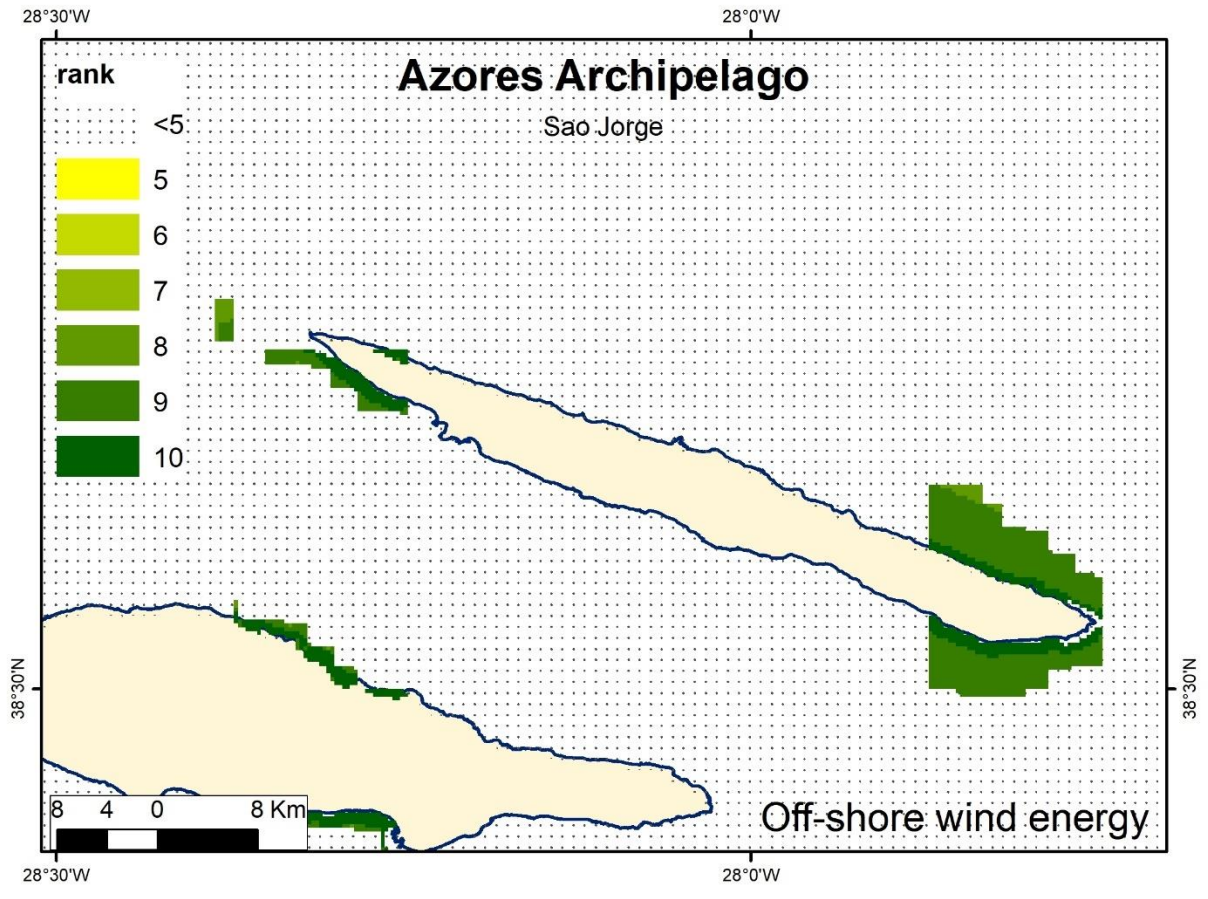 28°30'W 28°0'W
rank
Azores Archipelago
Sao Jorge
<5
5
6
7
8
9
10
38°30'N 38°30'N
8 4 0 8 Km
Off-shore wind energy
28°30'W 28°0'W